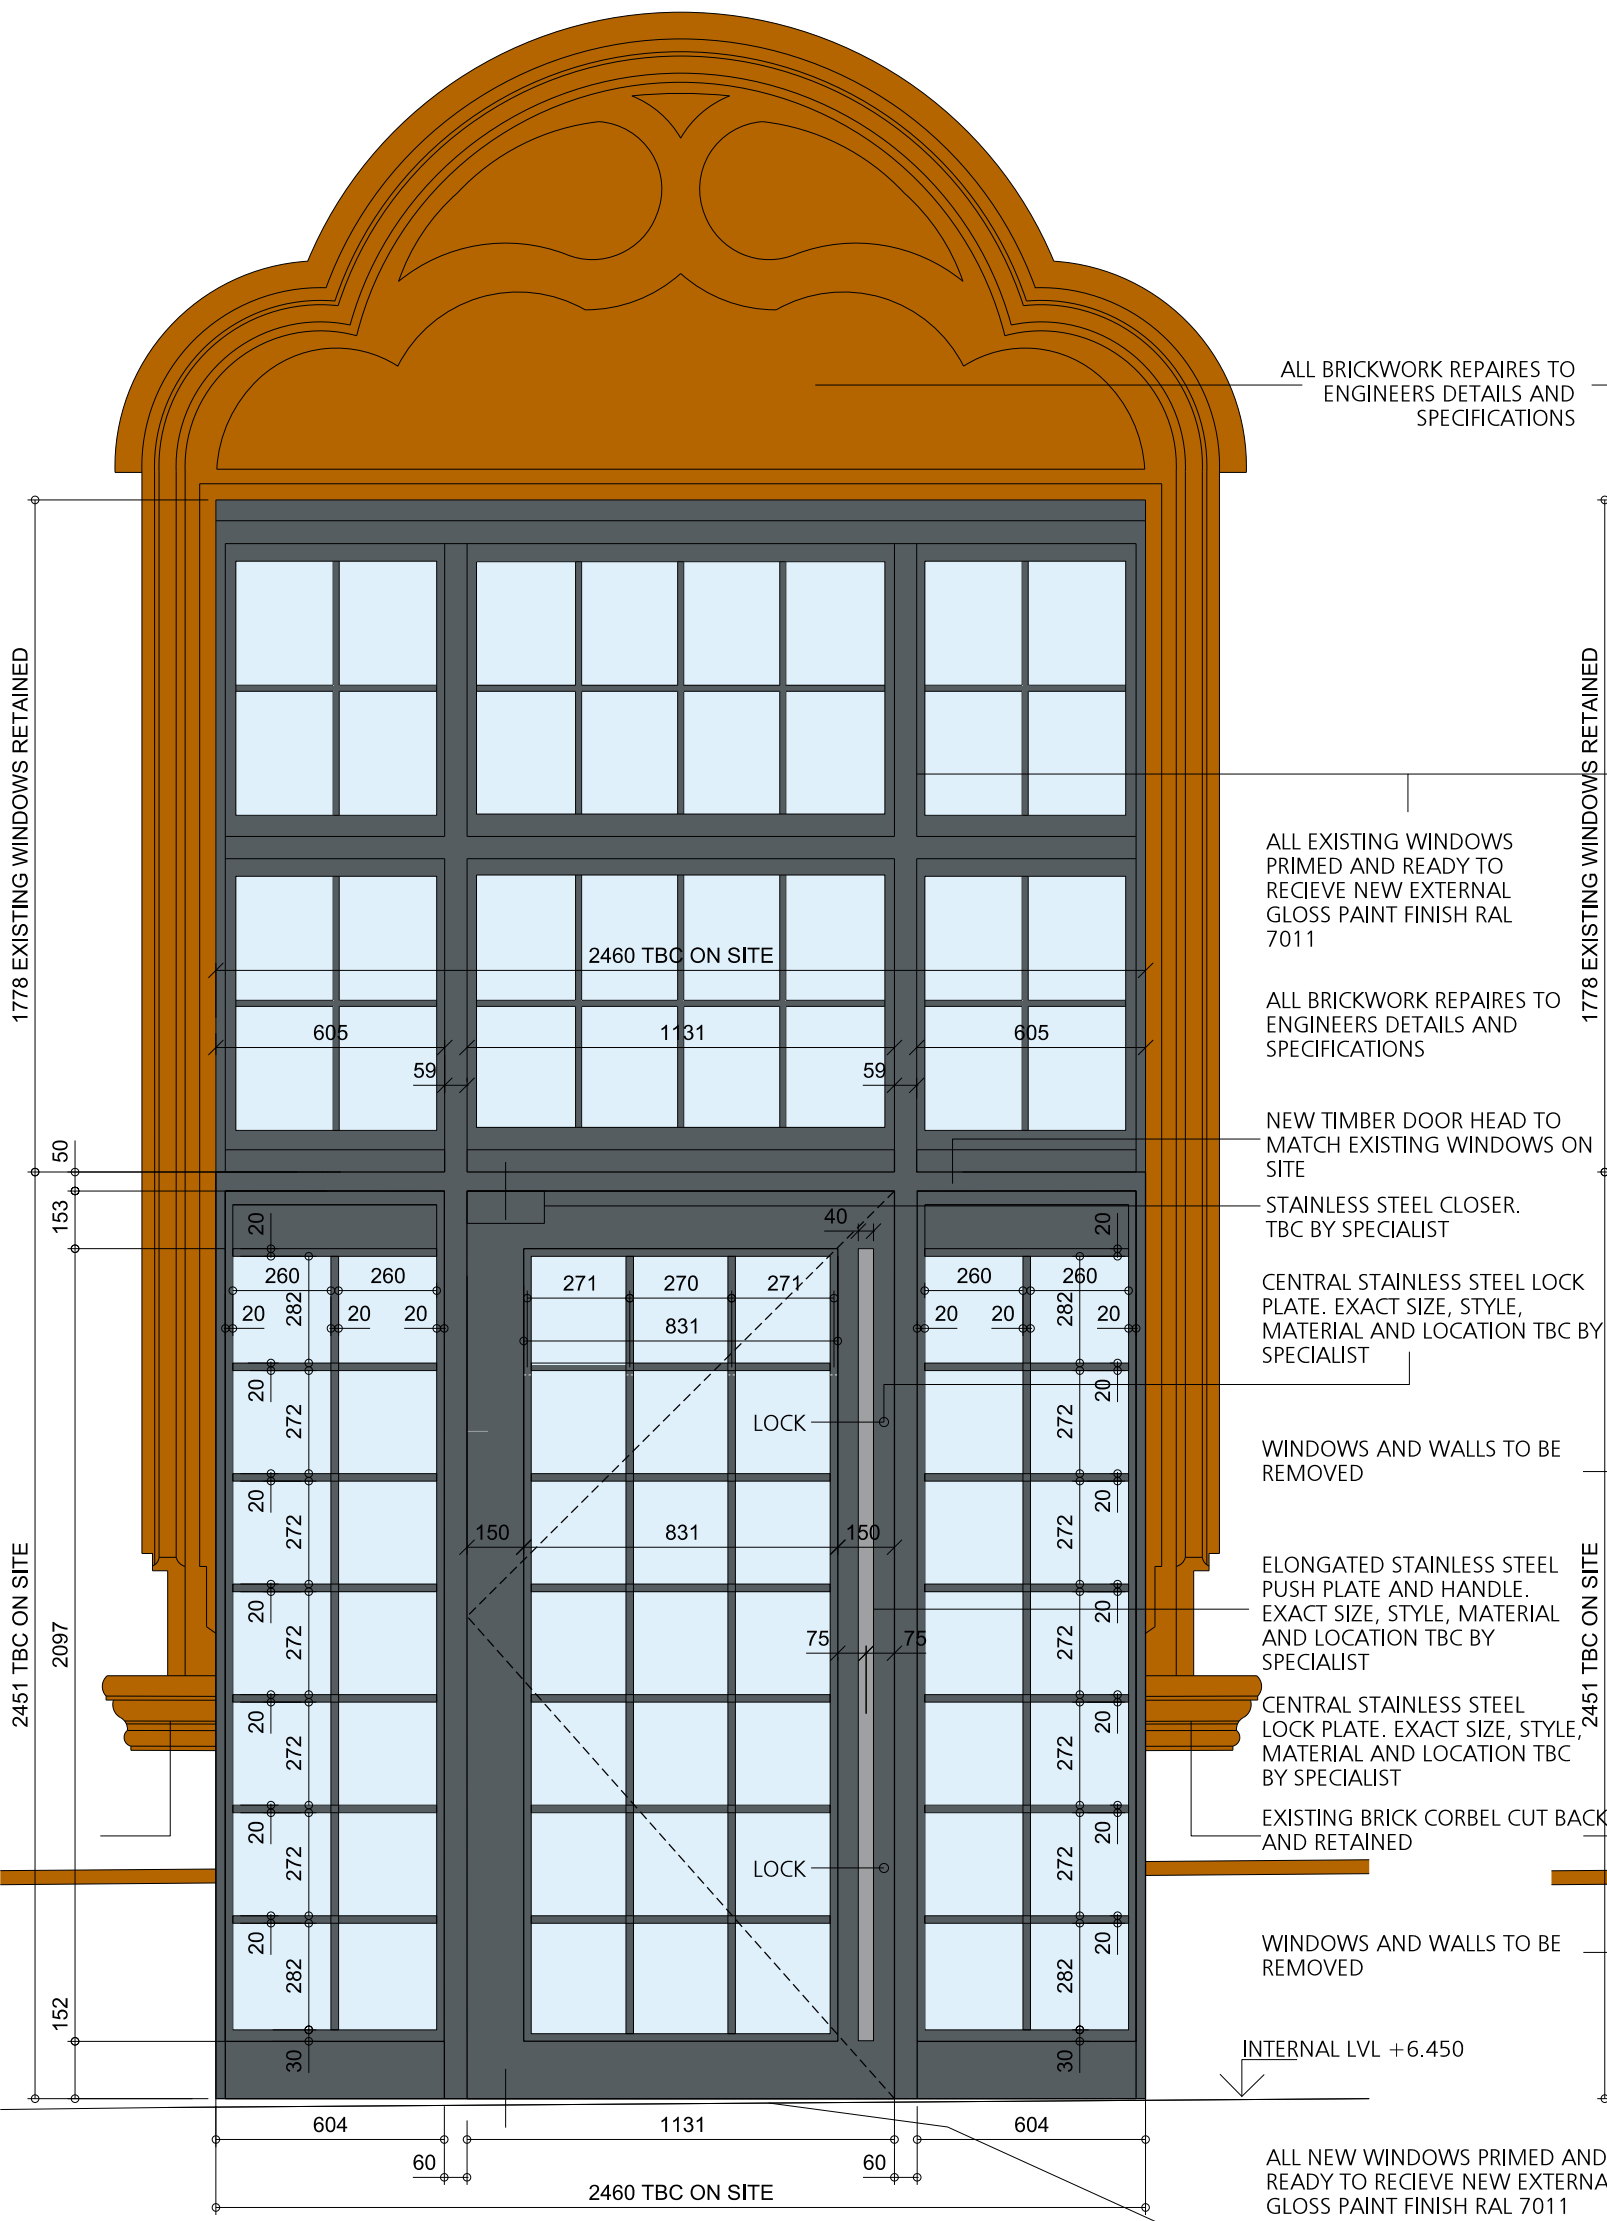 ALL BRICKWORK REPAIRES TO
ENGINEERS DETAILS AND
SPECIFICATIONS
1778 EXISTING WINDOWS RETAINED
1778 EXISTING WINDOWS RETAINED
ALL EXISTING WINDOWS
PRIMED AND READY TO
RECIEVE NEW EXTERNAL
GLOSS PAINT FINISH RAL
7011
2460 TBC ON SITE
605
1131
605
59
59
ALL BRICKWORK REPAIRES TO
ENGINEERS DETAILS AND
SPECIFICATIONS
NEW TIMBER DOOR HEAD TO
MATCH EXISTING WINDOWS ON
SITE
50
153
STAINLESS STEEL CLOSER.
TBC BY SPECIALIST
20
40
20
260
260
271
270
271
260
260
282
282
20
20
20
831
20
20
20
CENTRAL STAINLESS STEEL LOCK
PLATE. EXACT SIZE, STYLE,
MATERIAL AND LOCATION TBC BY
SPECIALIST
20
20
272
272
LOCK
WINDOWS AND WALLS TO BE
REMOVED
20
20
272
272
150
831
150
2451 TBC ON SITE
2097
2451 TBC ON SITE
ELONGATED STAINLESS STEEL
PUSH PLATE AND HANDLE.
EXACT SIZE, STYLE, MATERIAL
AND LOCATION TBC BY
SPECIALIST
20
20
272
272
75
75
CENTRAL STAINLESS STEEL
LOCK PLATE. EXACT SIZE, STYLE,
MATERIAL AND LOCATION TBC
BY SPECIALIST
20
20
272
272
EXISTING BRICK CORBEL CUT BACK
AND RETAINED
20
20
272
272
LOCK
WINDOWS AND WALLS TO BE
REMOVED
20
20
282
282
152
30
30
INTERNAL LVL +6.450
604
1131
604
60
60
2460 TBC ON SITE
ALL NEW WINDOWS PRIMED AND
READY TO RECIEVE NEW EXTERNA
GLOSS PAINT FINISH RAL 7011